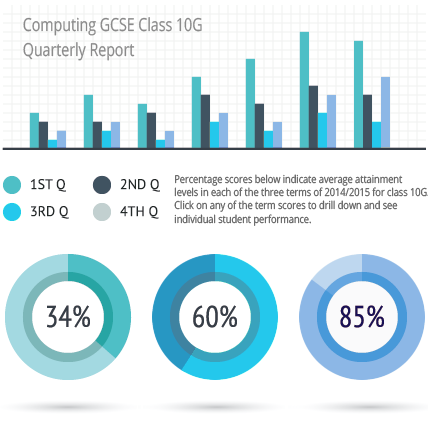 Computing GCSE Class 10G
Quarterly Report
1ST Q
2ND Q
3RD Q
4TH Q
Percentage scores below indicate average attainment
levels in each of the three terms of 2014/2015 for class 10G.
Click on any of the term scores to drill down and see
individual student performance.
34%
60%
85%